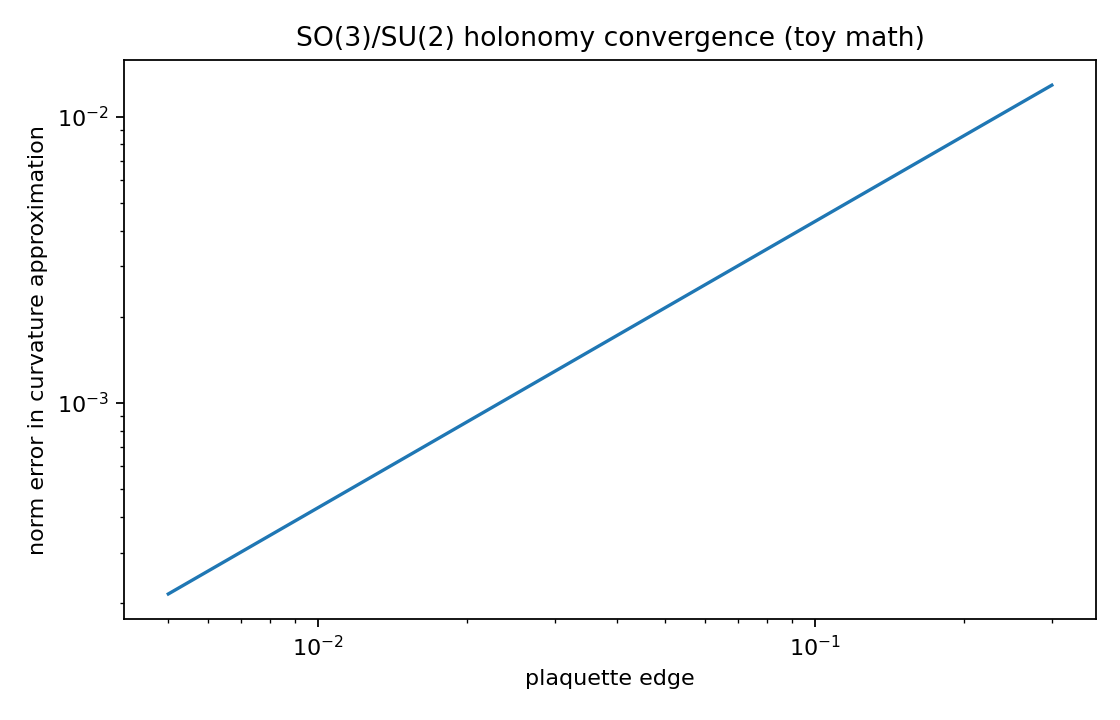 SO(3)/SU(2) holonomy convergence (toy math)
norm error in curvature approximation
10⁻²
10⁻³
10⁻²
10⁻¹
plaquette edge